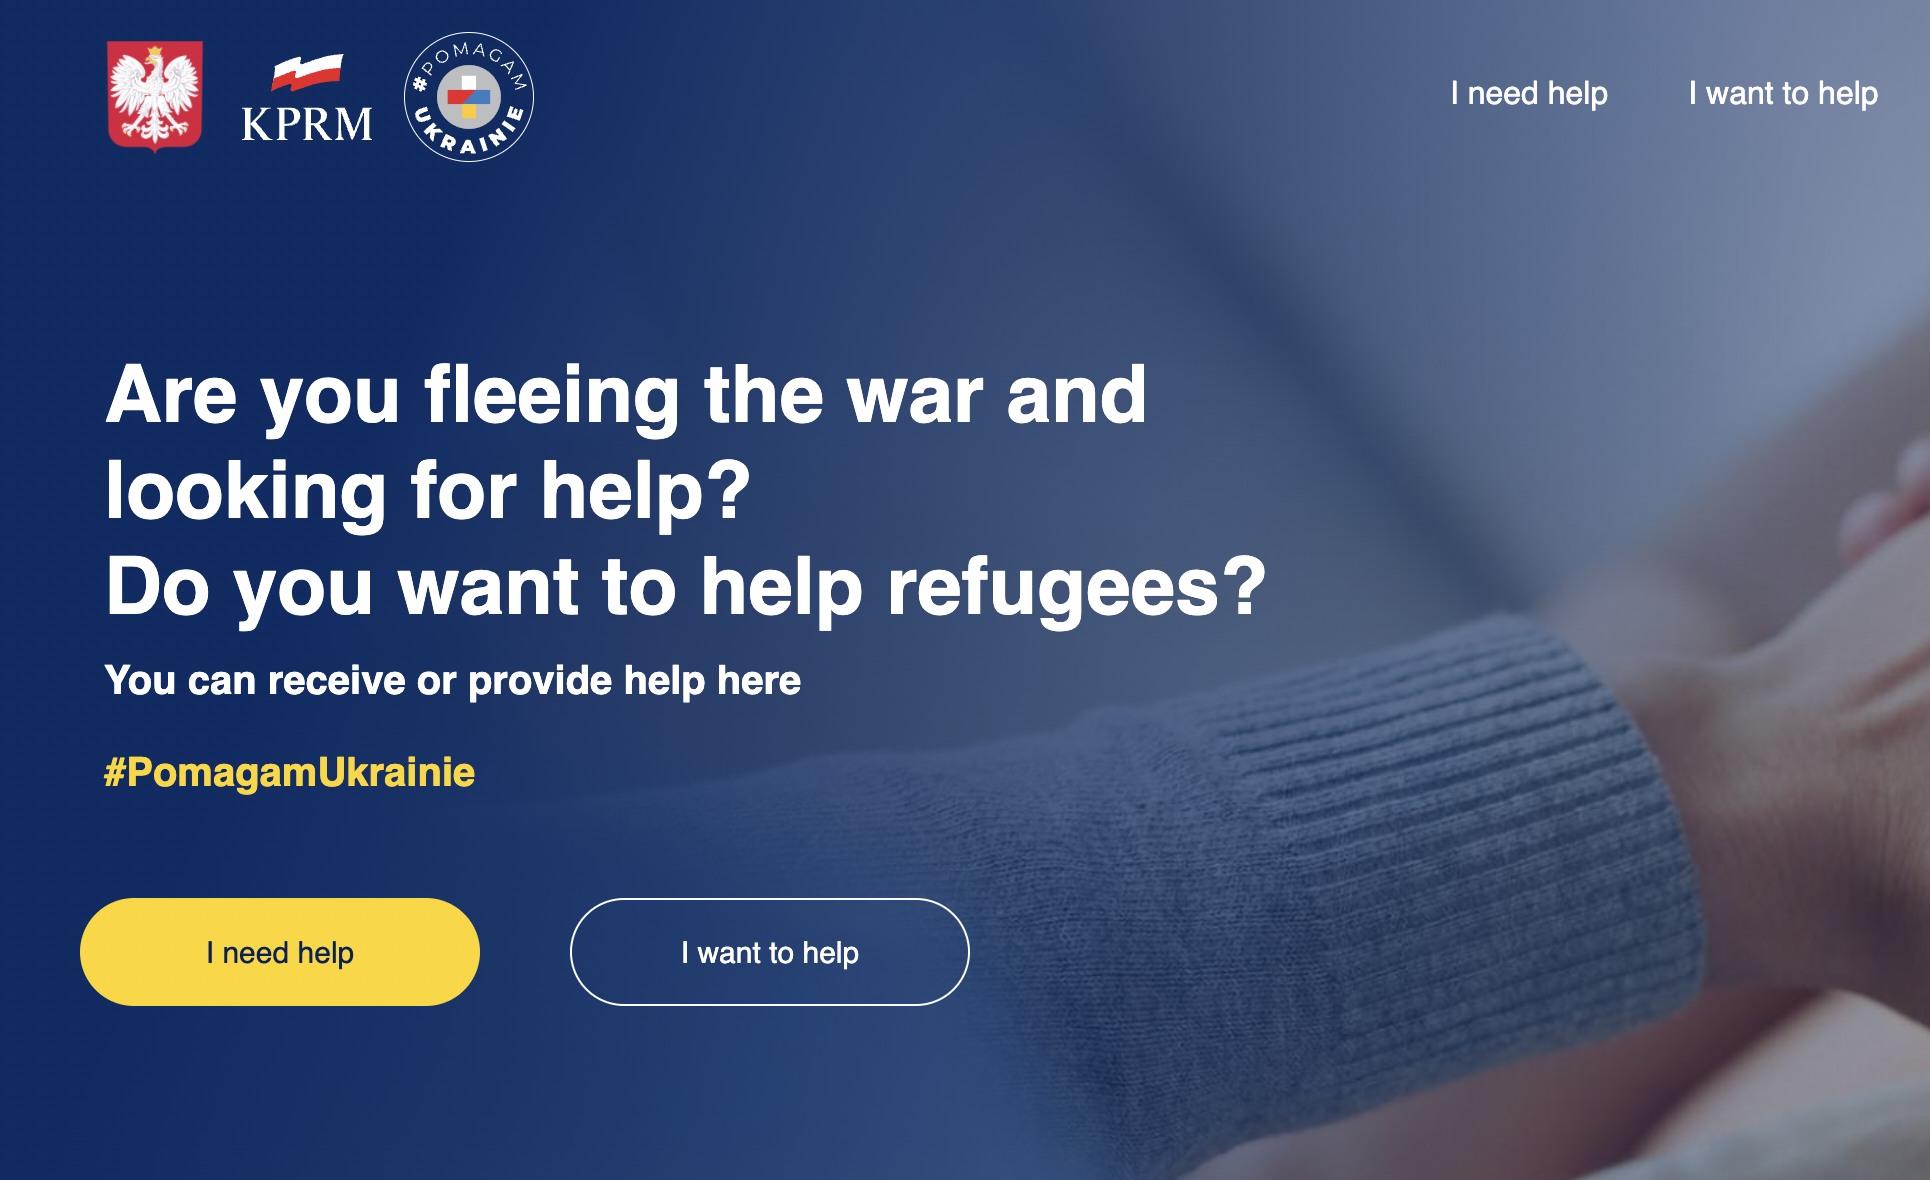 KPRM
#POMAGAM
UKRAINIE
I need help
I want to help
Are you fleeing the war and
looking for help?
Do you want to help refugees?
You can receive or provide help here
#PomagamUkrainie
I need help
I want to help